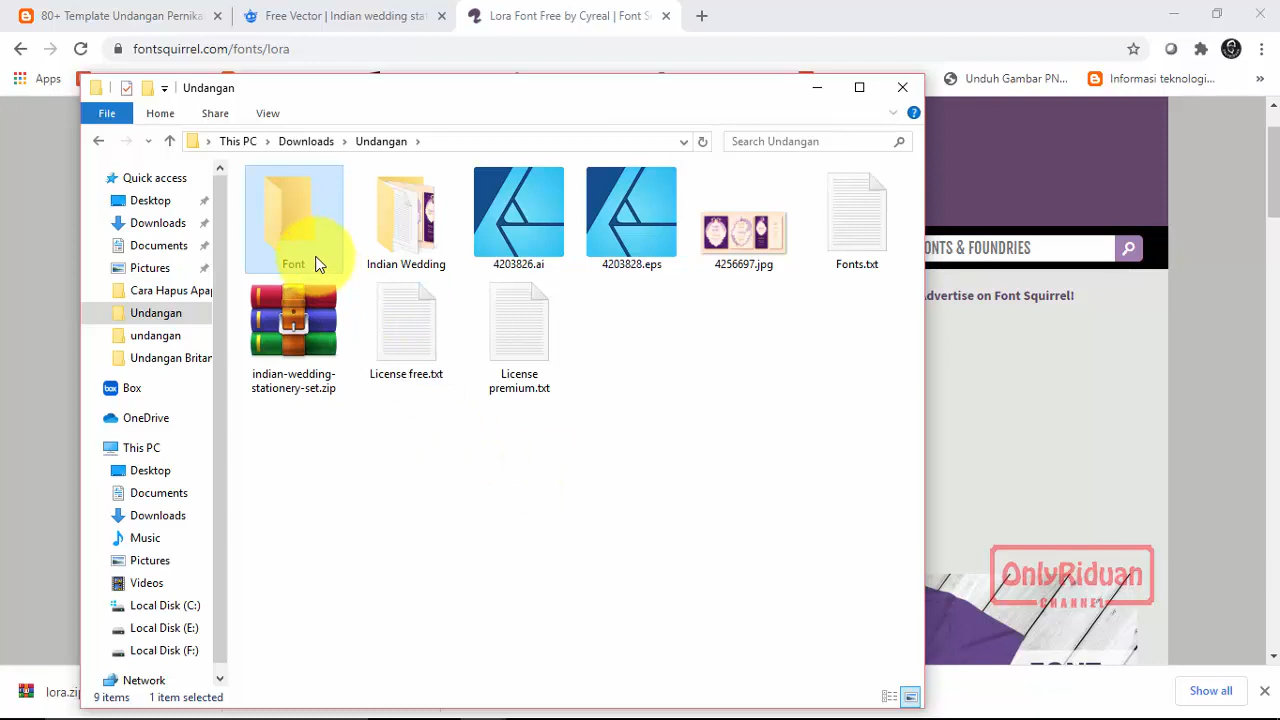 80+ Template Undangan Pernika
Free Vector | Indian wedding stat
Lora Font Free by Cyreal | Font S
fontsquirrel.com/fonts/lora
Apps
Unduh Gambar PN...
Informasi teknologi...
»
Undangan
File
Home
Share
View
This PC
Downloads
Undangan
Search Undangan
Quick access
Desktop
Downloads
Documents
Pictures
Cara Hapus Apa
Undangan
undangan
Undangan Britan
Box
OneDrive
This PC
Desktop
Documents
Downloads
Music
Pictures
Videos
Local Disk (C:)
Local Disk (E:)
Local Disk (F:)
Network
Font
Indian Wedding
4203826.ai
4203828.eps
4256697.jpg
Fonts.txt
indian-wedding-
stationery-set.zip
License free.txt
License
premium.txt
9 items
1 item selected
ONTS & FOUNDRIES
dvertise on Font Squirrel!
OnlyRiduan
CHANNEL
lora.zip
Show all